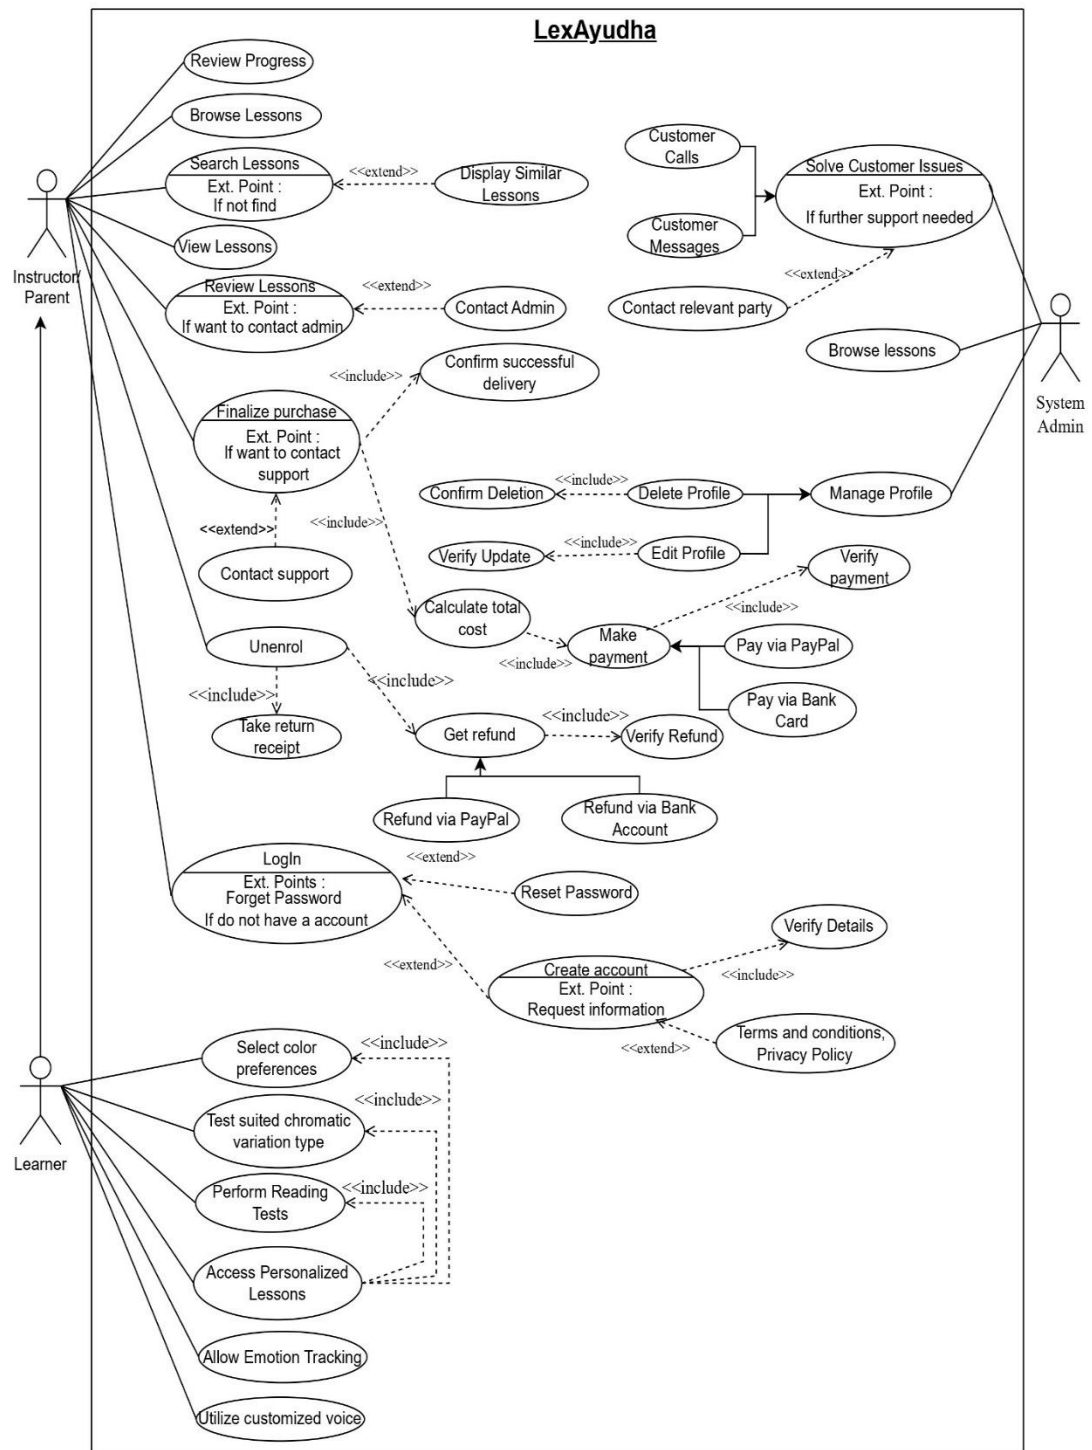 LexAyudha
Review Progress
Browse Lessons
Search Lessons
Ext. Point :
If not find
<<extend>>
Display Similar
Lessons
View Lessons
Review Lessons
Ext. Point :
If want to contact admin
<<extend>>
Contact Admin
Instructor/
Parent
Customer
Calls
Customer
Messages
Solve Customer Issues
Ext. Point :
If further support needed
<<extend>>
Contact relevant party
Browse lessons
System
Admin
<<include>>
Confirm successful
delivery
Finalize purchase
Ext. Point :
If want to contact
support
<<extend>>
Contact support
<<include>>
Confirm Deletion
<<include>>
Delete Profile
Manage Profile
Verify Update
<<include>>
Edit Profile
Verify
payment
<<include>>
Calculate total
cost
<<include>>
Make
payment
Pay via PayPal
Pay via Bank
Card
Unenrol
<<include>>
Take return
receipt
<<include>>
Get refund
<<include>>
Verify Refund
Refund via PayPal
Refund via Bank
Account
LogIn
Ext. Points :
Forget Password
If do not have a account
<<extend>>
Reset Password
<<extend>>
Create account
Ext. Point :
Request information
Verify Details
<<include>>
<<extend>>
Terms and conditions,
Privacy Policy
Learner
Select color
preferences
<<include>>
Test suited chromatic
variation type
<<include>>
Perform Reading
Tests
<<include>>
Access Personalized
Lessons
Allow Emotion Tracking
Utilize customized voice